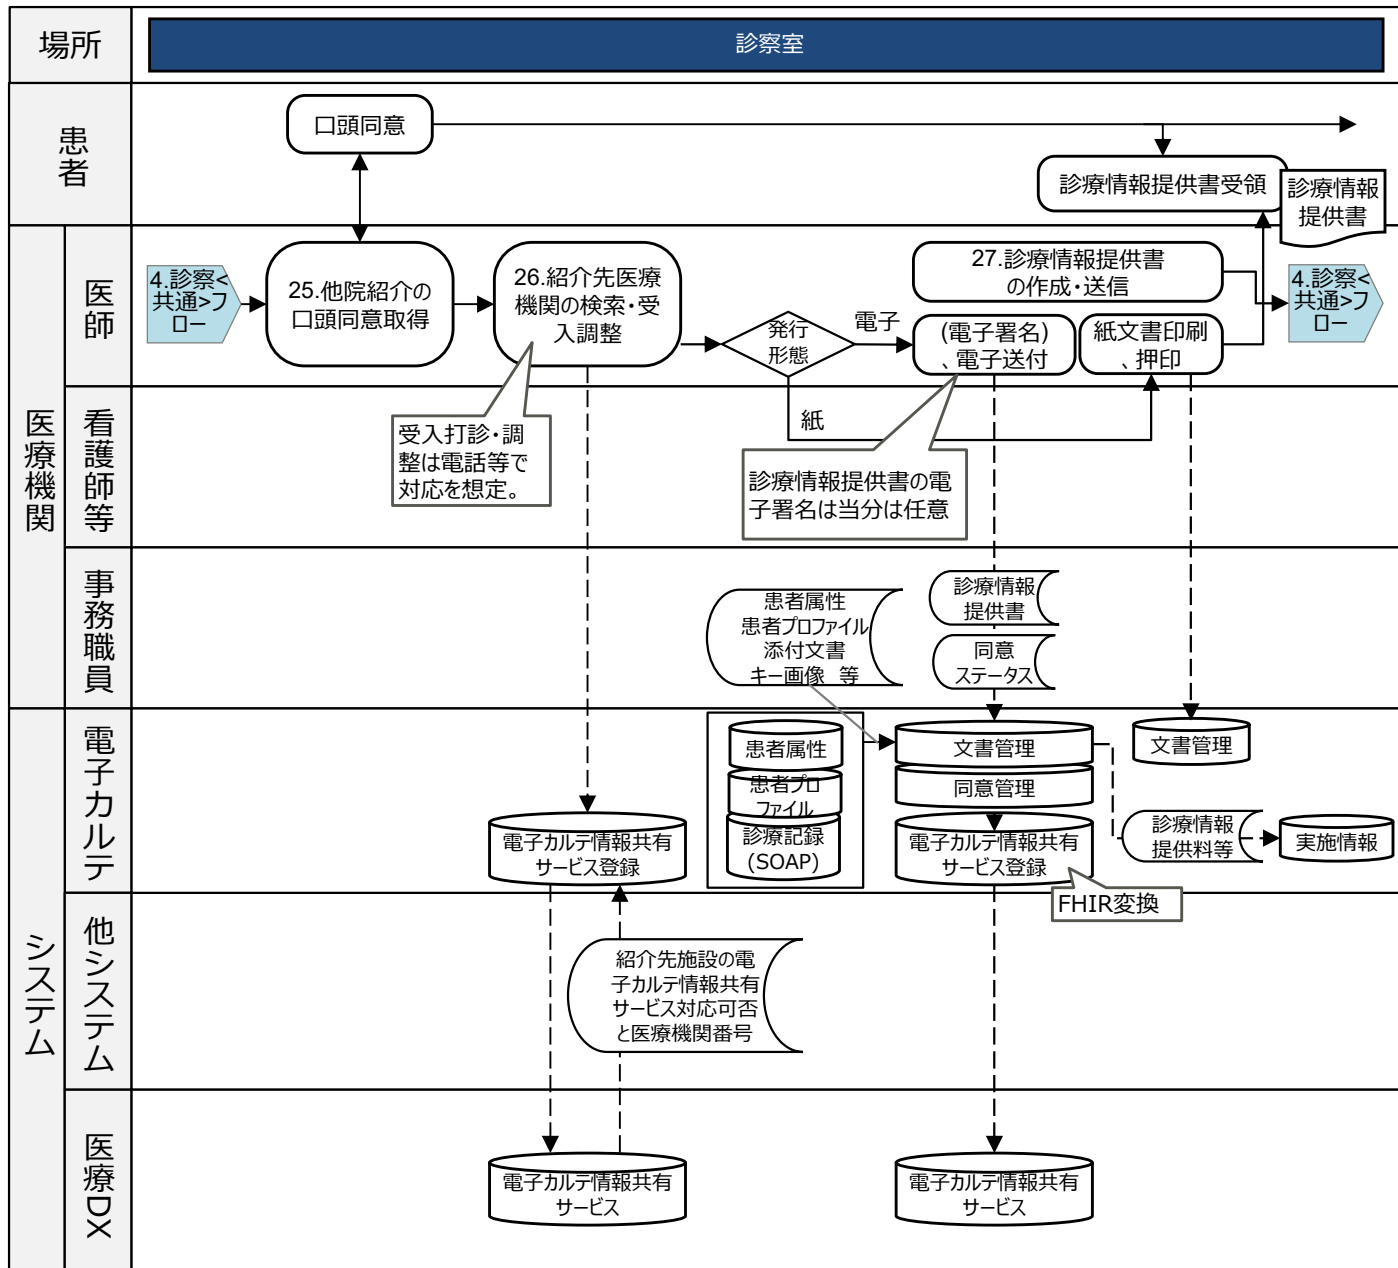 場所
診察室
患者
口頭同意
診療情報提供書受領
診療情報
提供書
医療機関
医師
4.診察<
共通>フ
ロー
25.他院紹介の
口頭同意取得
26.紹介先医療
機関の検索・受
入調整
発行
形態
電子
紙
27.診療情報提供書
の作成・送信
(電子署名)
、電子送付
紙文書印刷
、押印
4.診察<
共通>フ
ロー
看護師等
受入打診・調
整は電話等で
対応を想定。
診療情報提供書の電
子署名は当分は任意
事務職員
患者属性
患者プロファイル
添付文書
キー画像 等
診療情報
提供書
同意
ステータス
システム
電子カルテ
患者属性
患者プロ
ファイル
診療記録
(SOAP)
文書管理
同意管理
電子カルテ情報共有
サービス登録
電子カルテ情報共有
サービス登録
FHIR変換
文書管理
診療情報
提供料等
実施情報
他システム
紹介先施設の電
子カルテ情報共有
サービス対応可否
と医療機関番号
医療DX
電子カルテ情報共有
サービス
電子カルテ情報共有
サービス